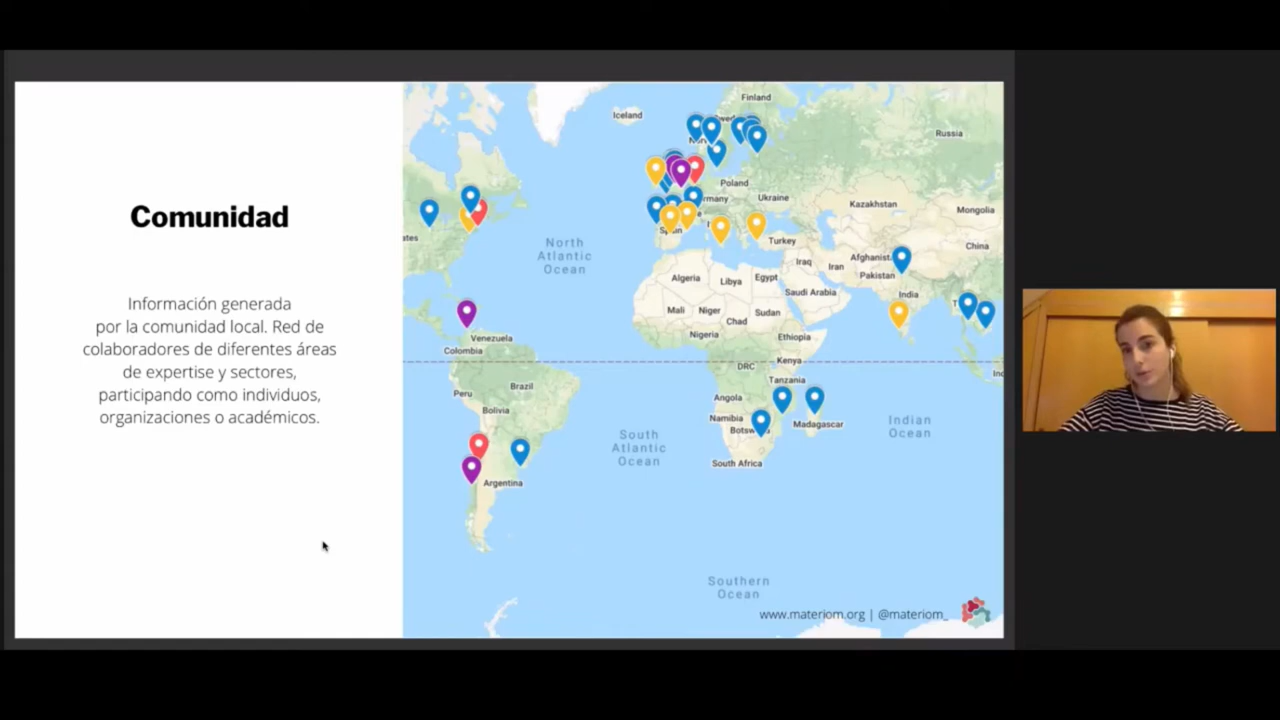 Comunidad
Información generada
por la comunidad local. Red de
colaboradores de diferentes áreas
de expertise y sectores,
participando como individuos,
organizaciones o académicos.
Finland
Iceland
Russia
Poland
Ukraine
Kazakhstan
Mongolia
Turkey
China
North
Atlantic
Ocean
Iraq
Iran
Afghanist
Pakistan
Algeria
Libya
Egypt
Saudi Arabia
India
Mali
Niger
Chad
Sudan
Nigeria
Ethiopia
Venezuela
Colombia
DRC
Kenya
Tanzania
Peru
Brazil
Bolivia
Angola
Namibia
Botsw
Madagascar
South
Atlantic
Ocean
Indian
Ocean
South Africa
Argentina
Southern
Ocean
www.materiom.org | @materiom_